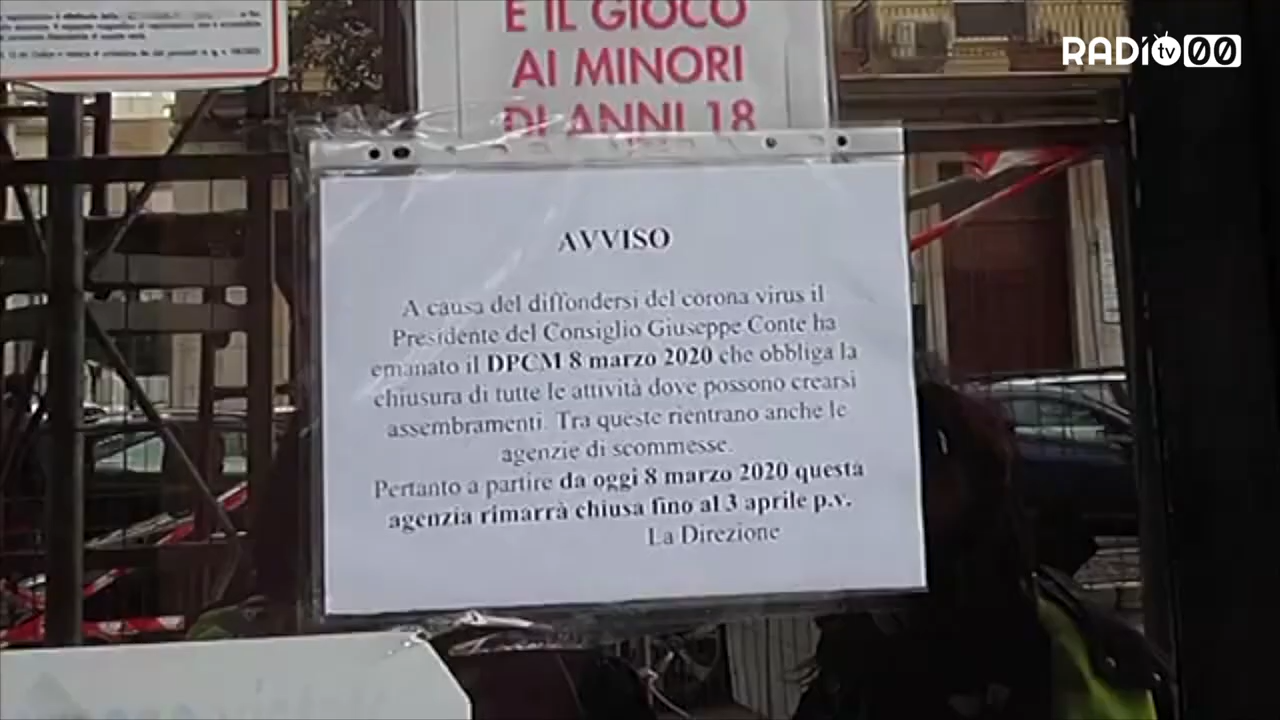 E IL GIOCO
AI MINORI
DI ANNI 18
RADiO tv 00
AVVISO
A causa del diffondersi del corona virus il
Presidente del Consiglio Giuseppe Conte ha
emanato il DPCM 8 marzo 2020 che obbliga la
chiusura di tutte le attività dove possono crearsi
assembramenti. Tra queste rientrano anche le
agenzie di scommesse.
Pertanto a partire da oggi 8 marzo 2020 questa
agenzia rimarrà chiusa fino al 3 aprile p.v.
La Direzione